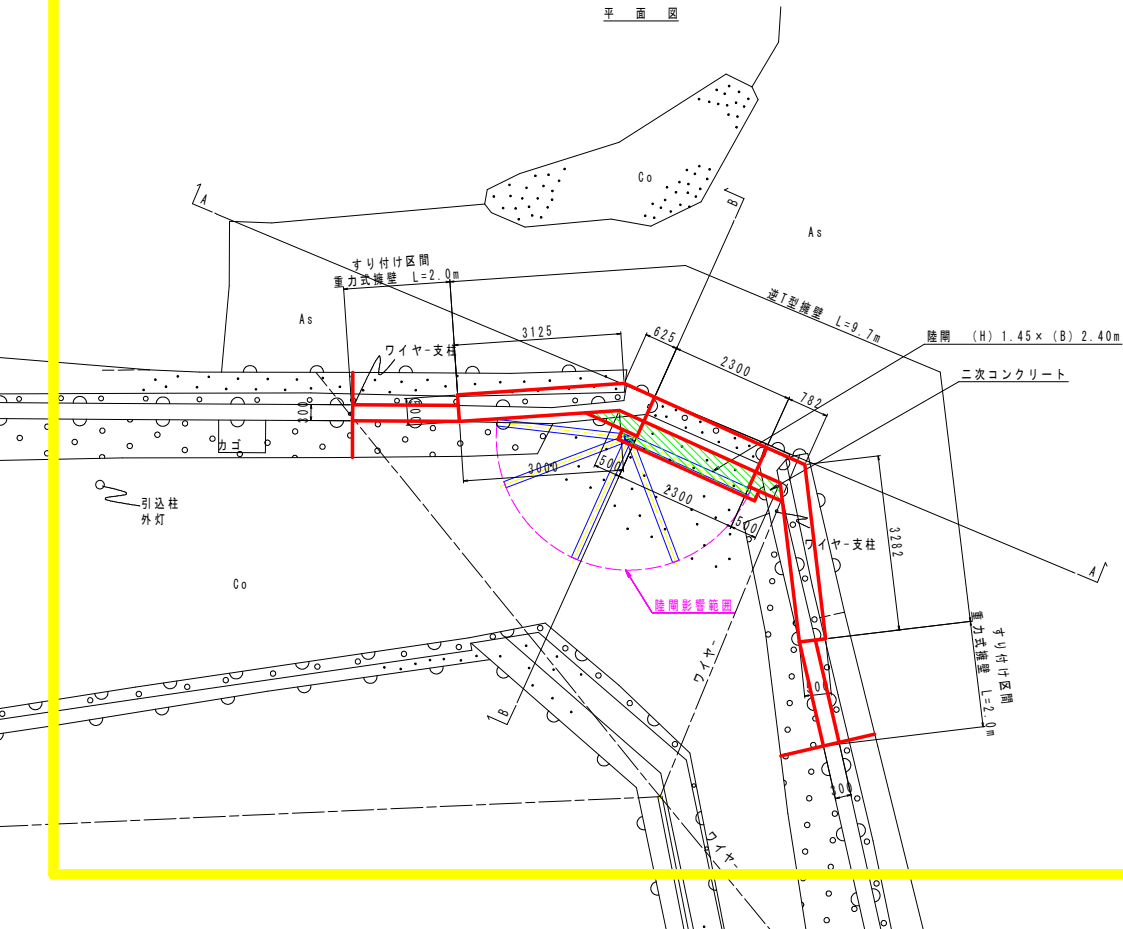 平 面 図
Co
A
B
As
すり付け区間
重力式擁壁 L=2.0m
逆T型擁壁 L=9.7m
As
3125
625
陸閘 (H) 1.45× (B) 2.40m
ワイヤ-支柱
2300
二次コンクリート
782
300
カゴ
3000
500
2300
500
引込柱
外灯
ワイヤ-支柱
3282
A
Co
陸閘影響範囲
すり付け区間
重力式擁壁 L=2.0m
ワイヤ-
B
ワイヤ-